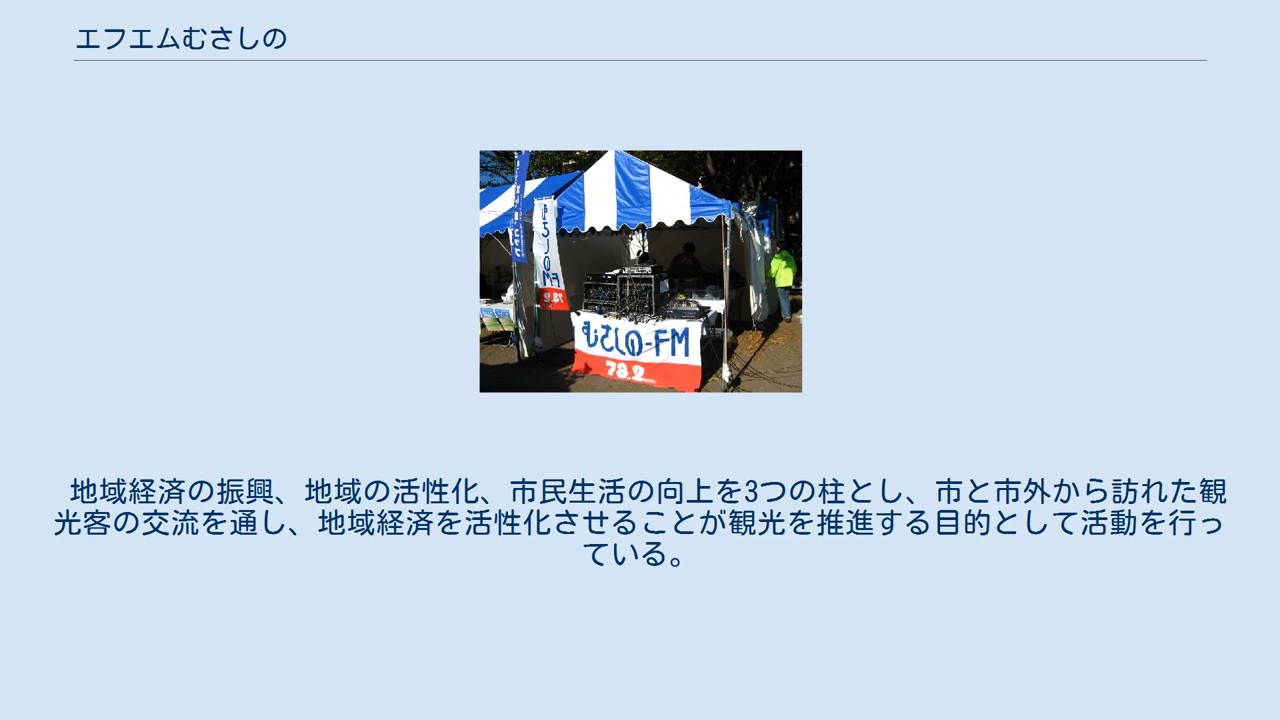 エフエムむさしの
むさしの FM
78.2
むさしの-FM
78.2
地域経済の振興、地域の活性化、市民生活の向上を3つの柱とし、市と市外から訪れた観
光客の交流を通し、地域経済を活性化させることが観光を推進する目的として活動を行っ
ている。